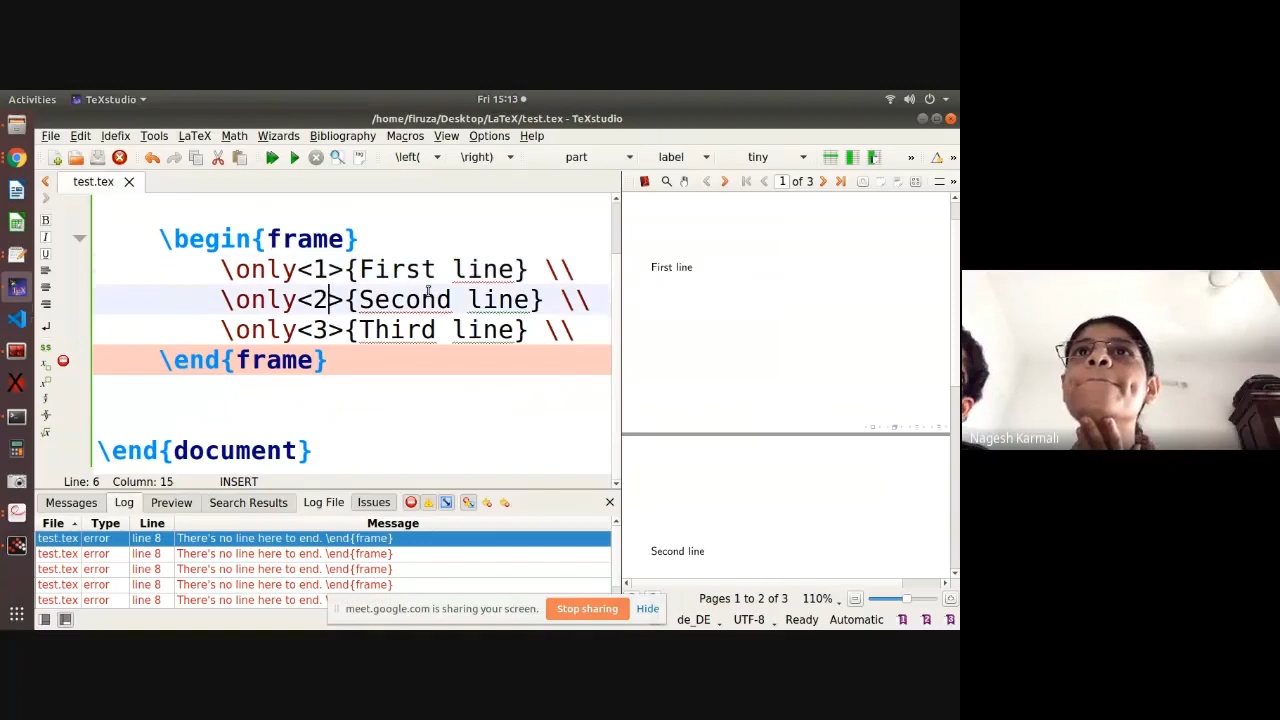 Activities TeXstudio Fri 15:13
/home/firuza/Desktop/LaTeX/test.tex - TeXstudio
File Edit Idefix Tools LaTeX Math Wizards Bibliography Macros View Options Help
\left( \right) part label tiny » »
test.tex 1 of 3 »
\begin{frame}
\only<1>{First line} \\
\only<2>{Second line} \\
\only<3>{Third line} \\
\end{frame}
\end{document}
Line: 6 Column: 15 INSERT
Messages Log Preview Search Results Log File Issues
File Type Line Message
test.tex error line 8 There's no line here to end. \end{frame}
test.tex error line 8 There's no line here to end. \end{frame}
test.tex error line 8 There's no line here to end. \end{frame}
test.tex error line 8 There's no line here to end. \end{frame}
test.tex error line 8 There's no line here to end.
First line
Second line
Pages 1 to 2 of 3 110%
meet.google.com is sharing your screen. Stop sharing Hide
de_DE UTF-8 Ready Automatic
Nagesh Karmali